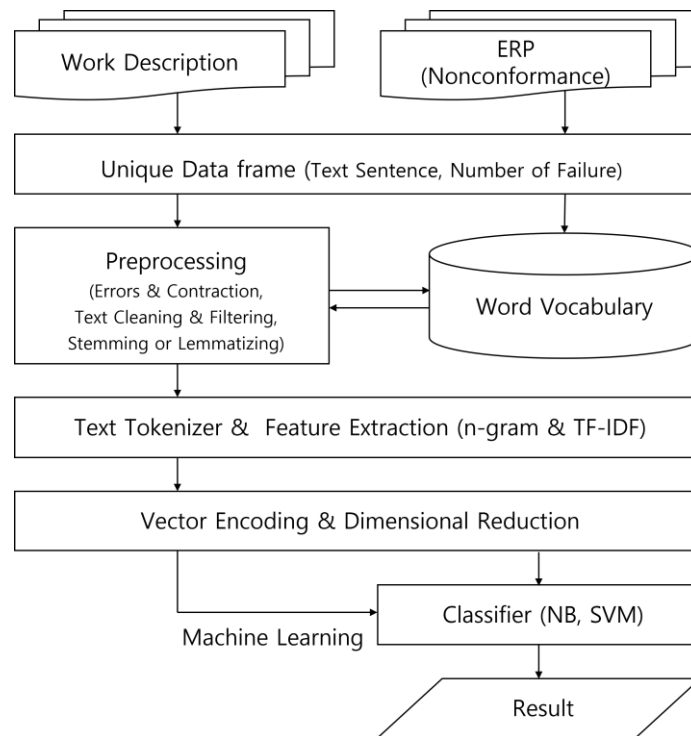 Work Description
ERP
(Nonconformance)
Unique Data frame (Text Sentence, Number of Failure)
Preprocessing
(Errors & Contraction,
Text Cleaning & Filtering,
Stemming or Lemmatizing)
Word Vocabulary
Text Tokenizer & Feature Extraction (n-gram & TF-IDF)
Vector Encoding & Dimensional Reduction
Machine Learning
Classifier (NB, SVM)
Result